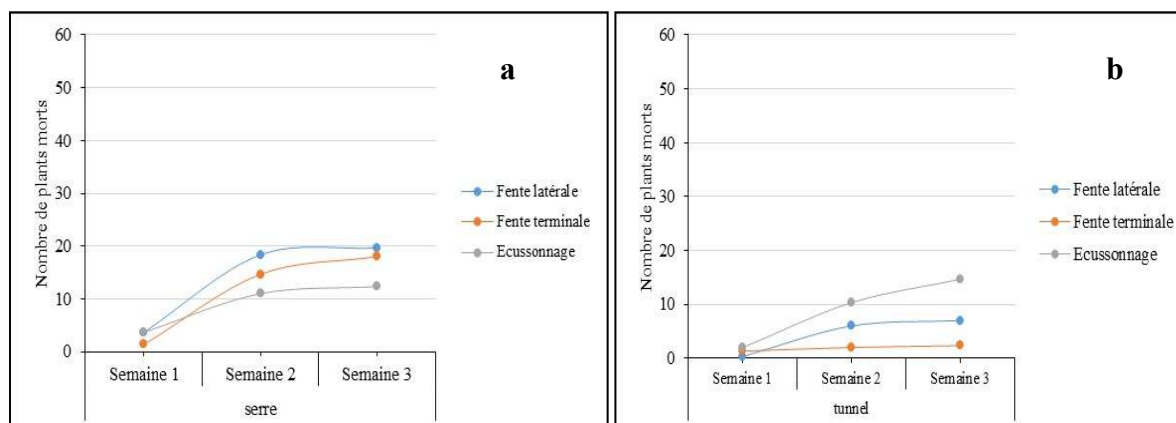 a
Nombre de plants morts
60
50
40
30
20
10
0
Semaine 1
Semaine 2
Semaine 3
serre
Fente latérale
Fente terminale
Ecussonnage
b
Nombre de plants morts
60
50
40
30
20
10
0
Semaine 1
Semaine 2
Semaine 3
tunnel
Fente latérale
Fente terminale
Ecussonnage